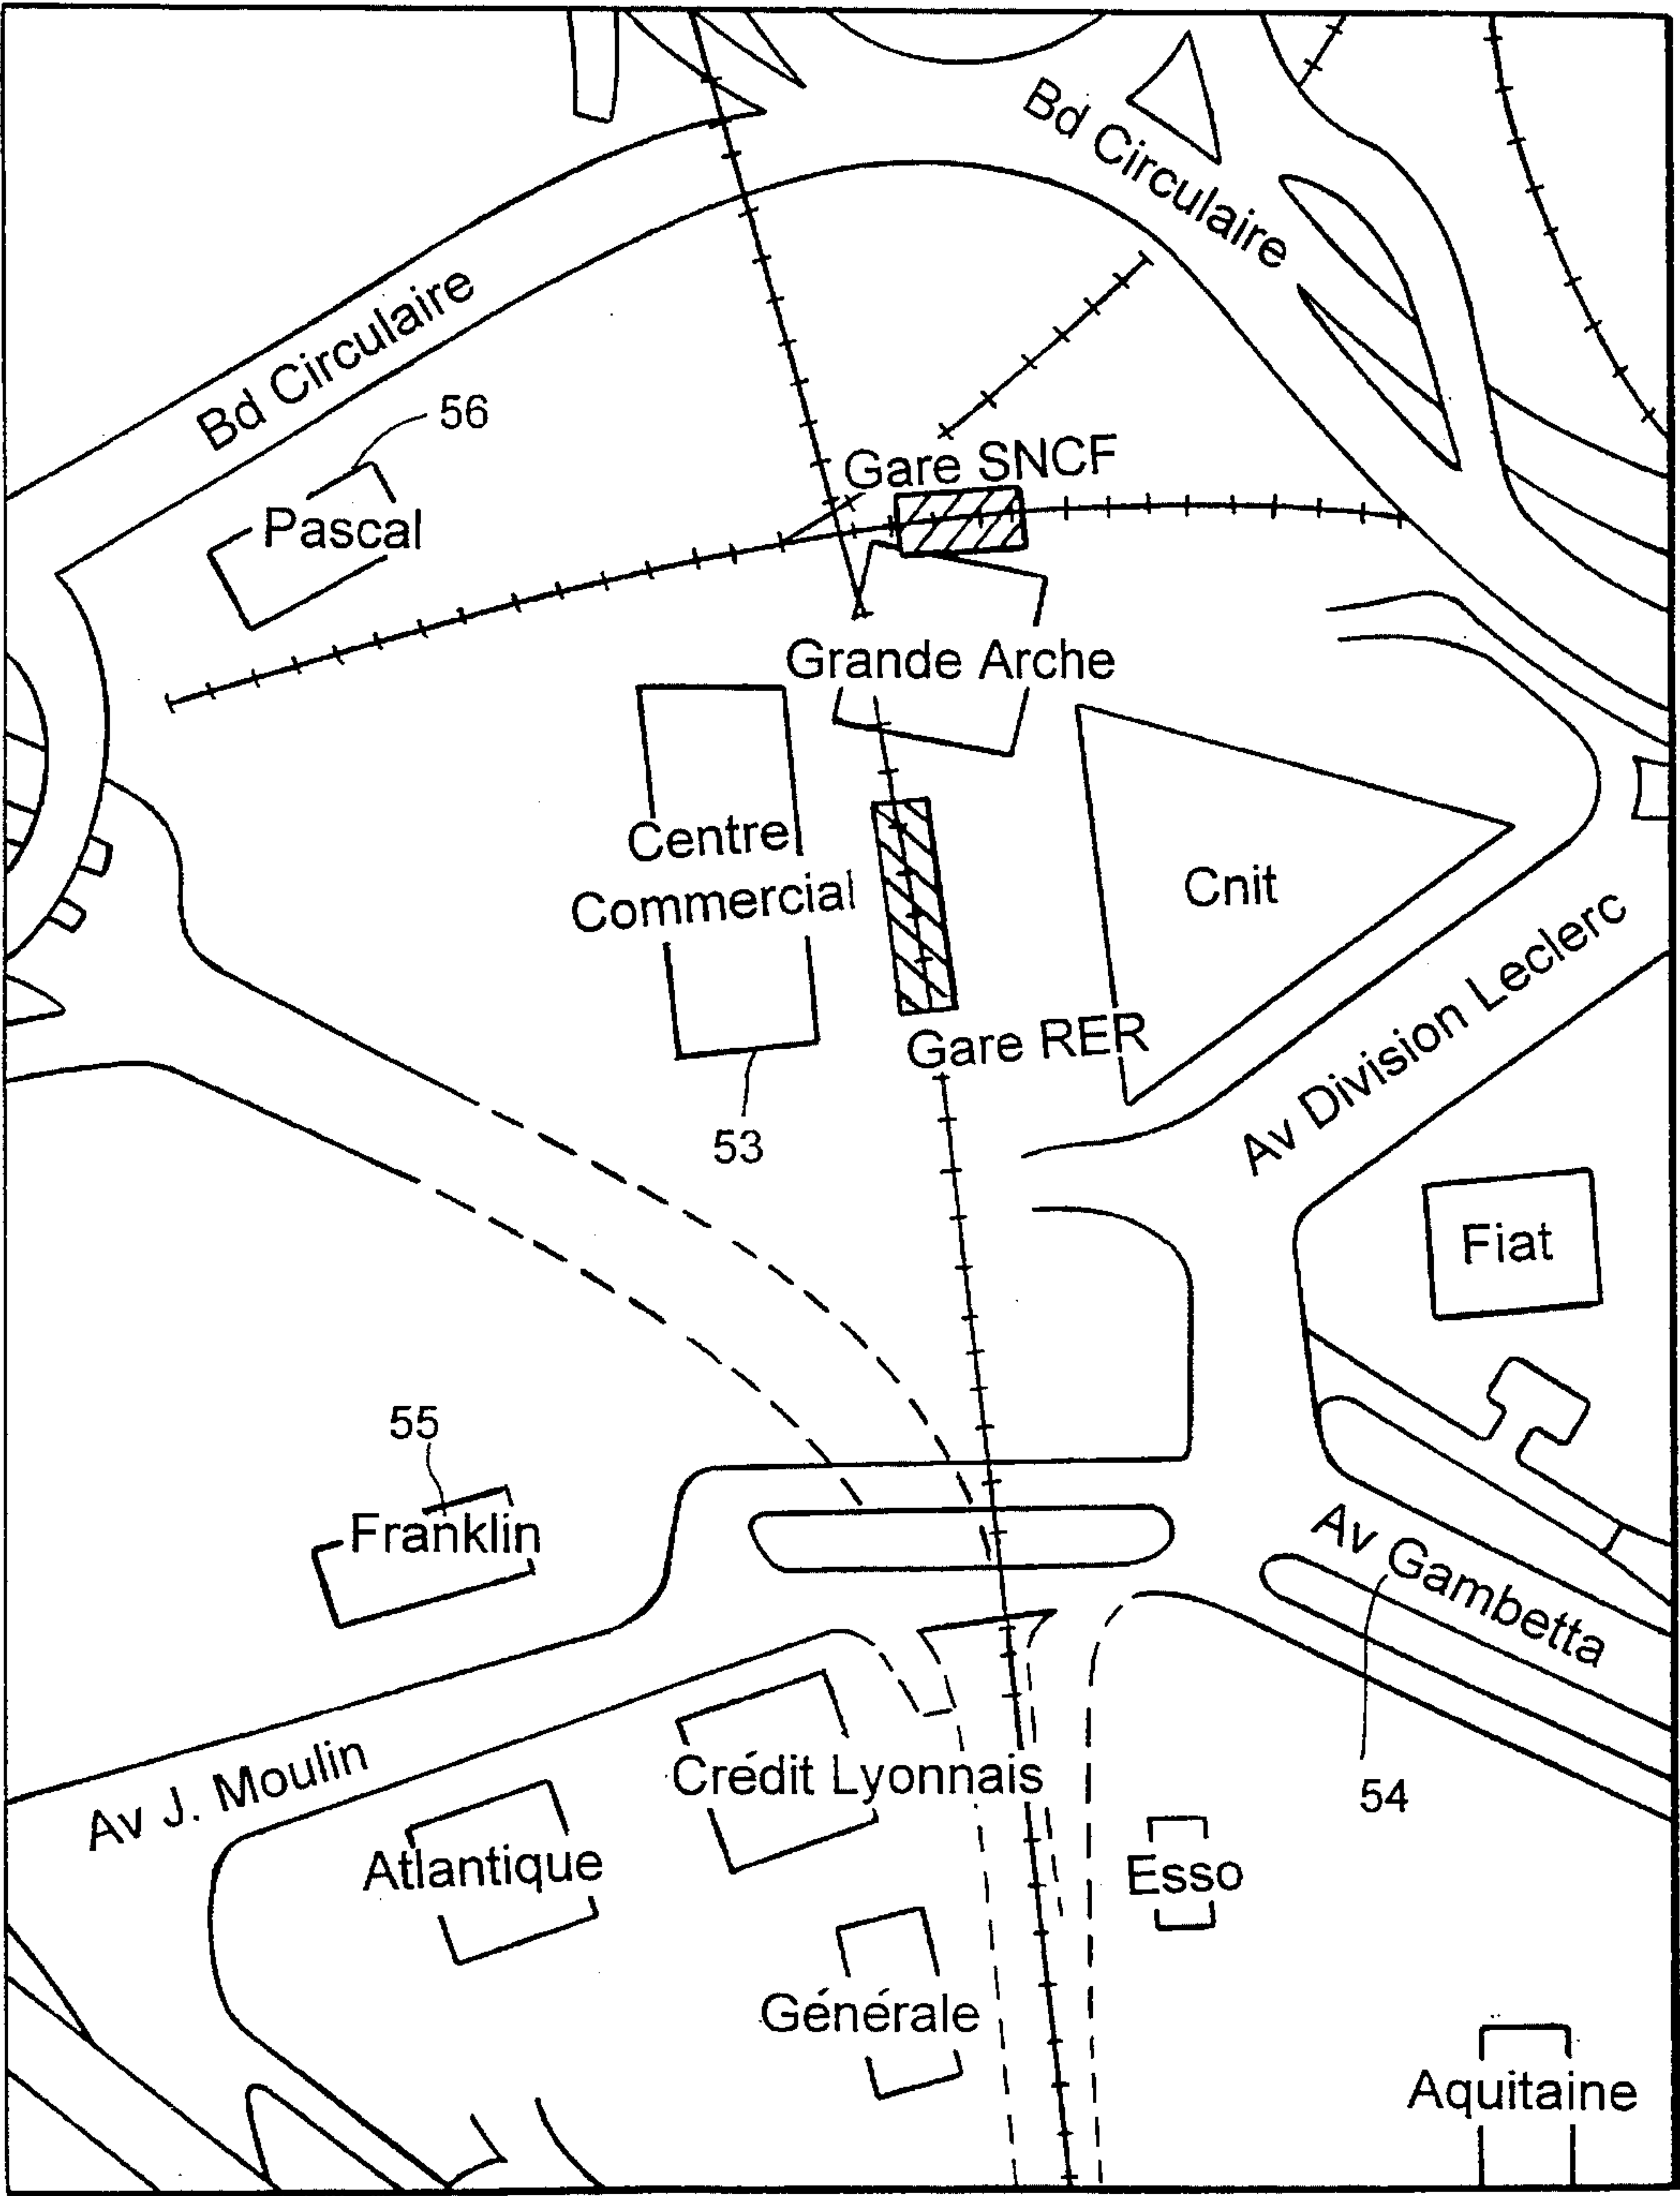 Bd Circulaire
Bd Circulaire
56
Pascal
Gare SNCF
Grande Arche
Centre
Commercial
Cnit
Gare RER
53
Av Division Leclerc
Fiat
55
Franklin
Av Gambetta
54
Av J. Moulin
Crédit Lyonnais
Atlantique
Esso
Générale
Aquitaine